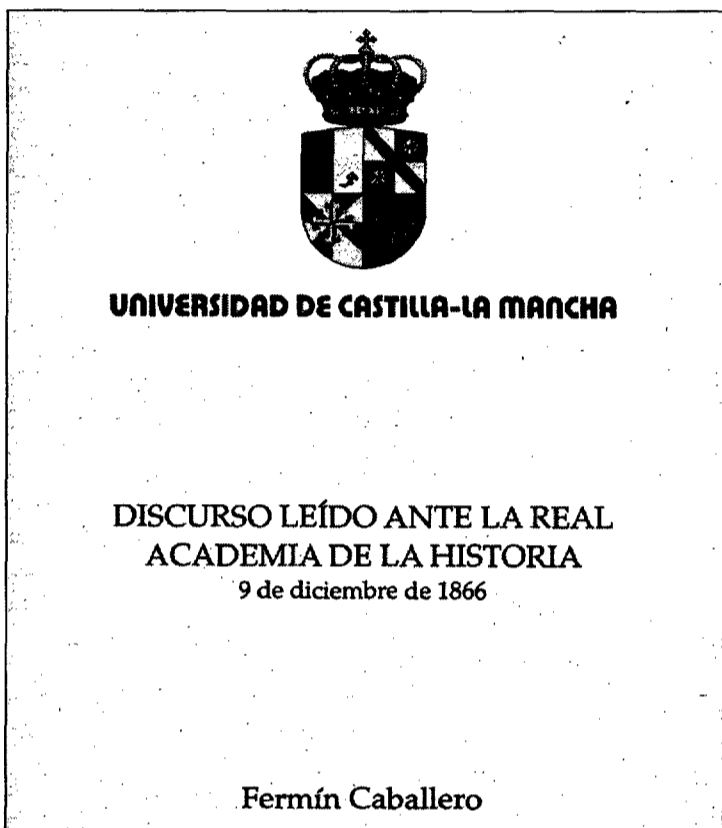 UNIVERSIDAD DE CASTILLA-LA MANCHA
DISCURSO LEÍDO ANTE LA REAL
ACADEMIA DE LA HISTORIA
9 de diciembre de 1866
Fermín Caballero